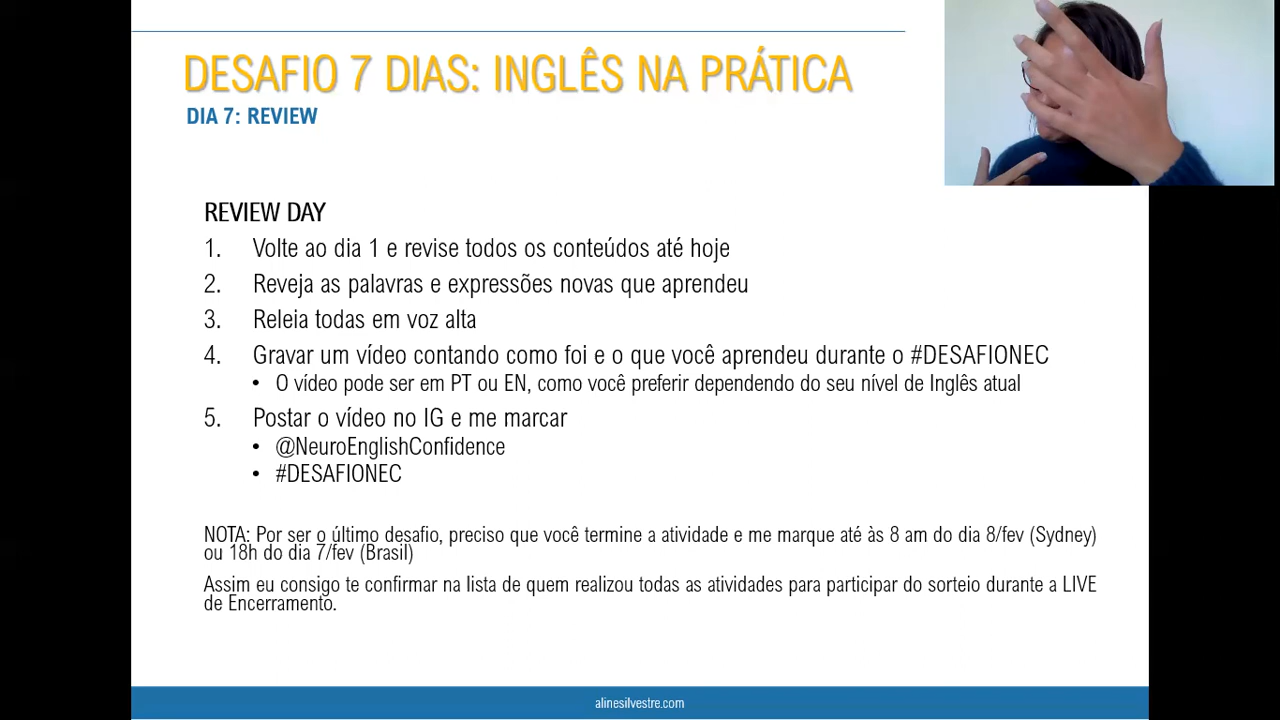 DESAFIO 7 DIAS: INGLÊS NA PRÁTICA
DIA 7: REVIEW
REVIEW DAY
1. Volte ao dia 1 e revise todos os conteúdos até hoje
2. Reveja as palavras e expressões novas que aprendeu
3. Releia todas em voz alta
4. Gravar um vídeo contando como foi e o que você aprendeu durante o #DESAFIONEC
• O vídeo pode ser em PT ou EN, como você preferir dependendo do seu nível de Inglês atual
5. Postar o vídeo no IG e me marcar
• @NeuroEnglishConfidence
• #DESAFIONEC
NOTA: Por ser o último desafio, preciso que você termine a atividade e me marque até às 8 am do dia 8/fev (Sydney)
ou 18h do dia 7/fev (Brasil)
Assim eu consigo te confirmar na lista de quem realizou todas as atividades para participar do sorteio durante a LIVE
de Encerramento.
alinesilvestre.com